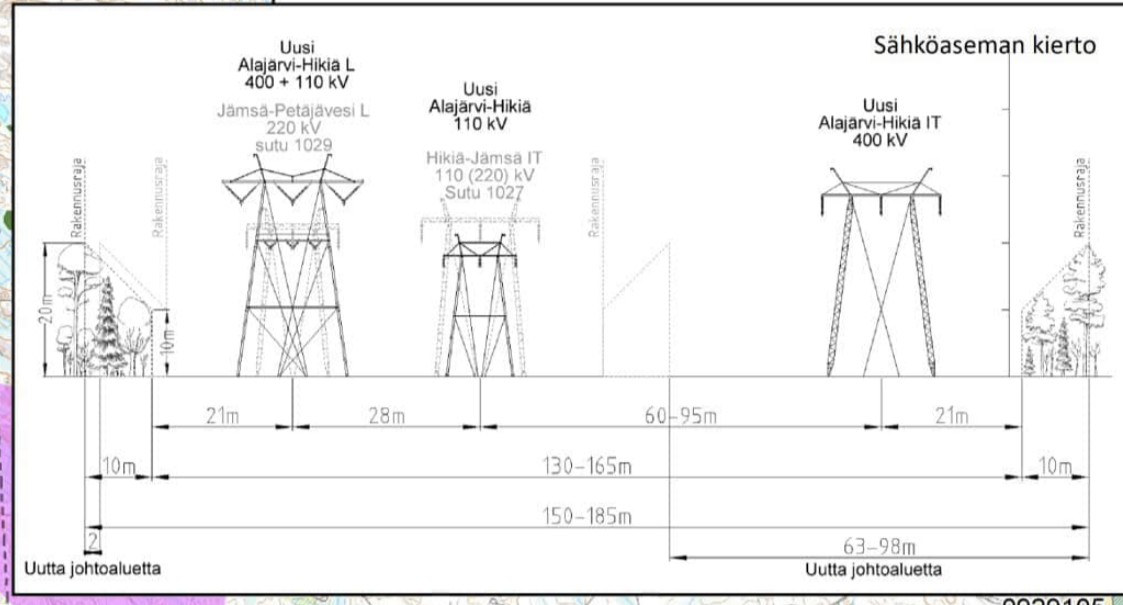 Sähköaseman kierto
Uusi
Alajärvi-Hikiä L
400 + 110 kV
Jämsä-Petäjävesi L
220 kV
sutu 1029
Uusi
Alajärvi-Hikiä
110 kV
Hikiä-Jämsä IT
110 (220) kV
Sutu 1027
Uusi
Alajärvi-Hikiä IT
400 kV
Rakennusraja
Rakennusraja
Rakennusraja
Rakennusraja
20m
10m
21m
28m
60-95m
21m
10m
130-165m
10m
150-185m
2
63-98m
Uutta johtoaluetta
Uutta johtoaluetta